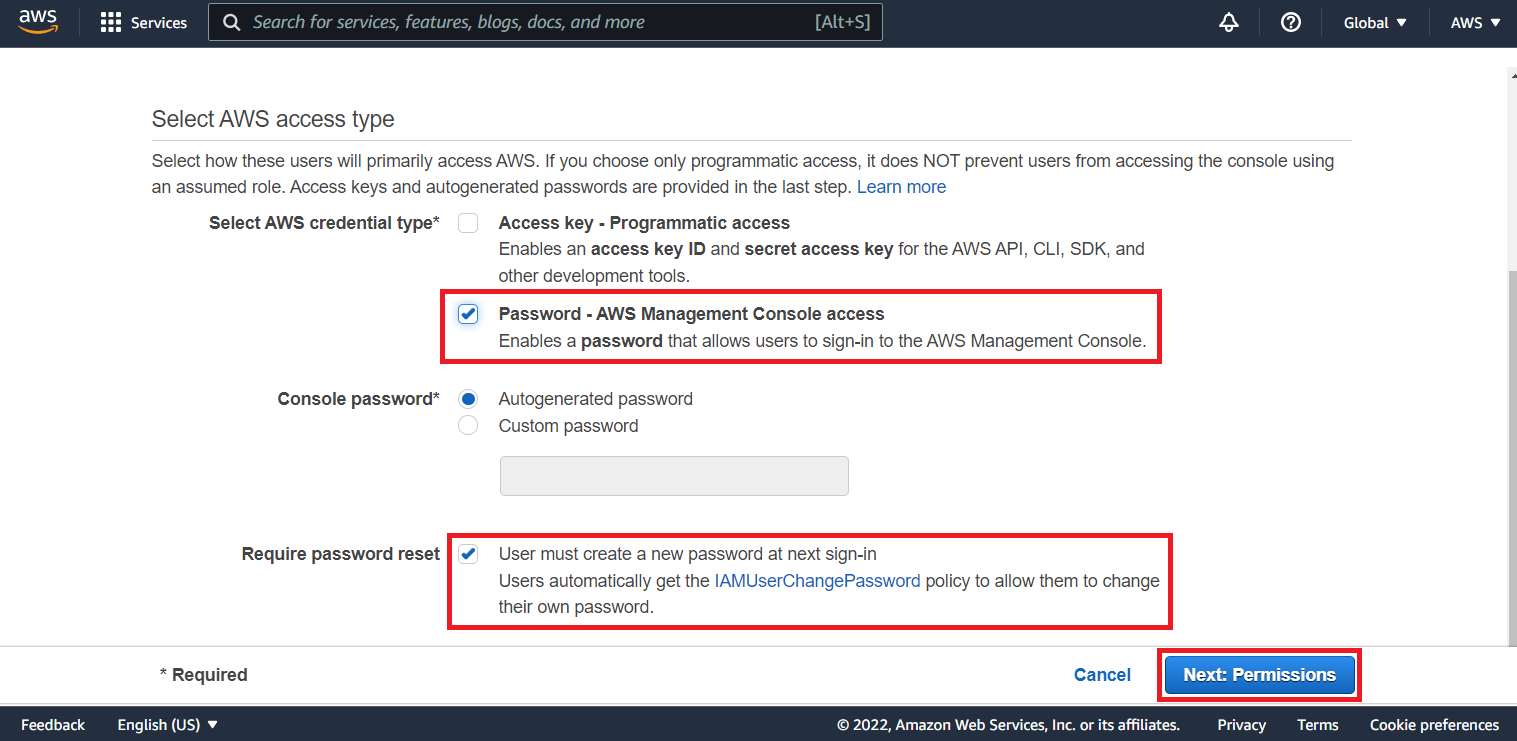 aws
Services
Search for services, features, blogs, docs, and more
[Alt+S]
Global
AWS
Select AWS access type
Select how these users will primarily access AWS. If you choose only programmatic access, it does NOT prevent users from accessing the console using
an assumed role. Access keys and autogenerated passwords are provided in the last step. Learn more
Select AWS credential type*
Access key - Programmatic access
Enables an access key ID and secret access key for the AWS API, CLI, SDK, and
other development tools.
Password - AWS Management Console access
Enables a password that allows users to sign-in to the AWS Management Console.
Console password*
Autogenerated password
Custom password
Require password reset
User must create a new password at next sign-in
Users automatically get the IAMUserChangePassword policy to allow them to change
their own password.
* Required
Cancel
Next: Permissions
Feedback
English (US)
© 2022, Amazon Web Services, Inc. or its affiliates.
Privacy
Terms
Cookie preferences